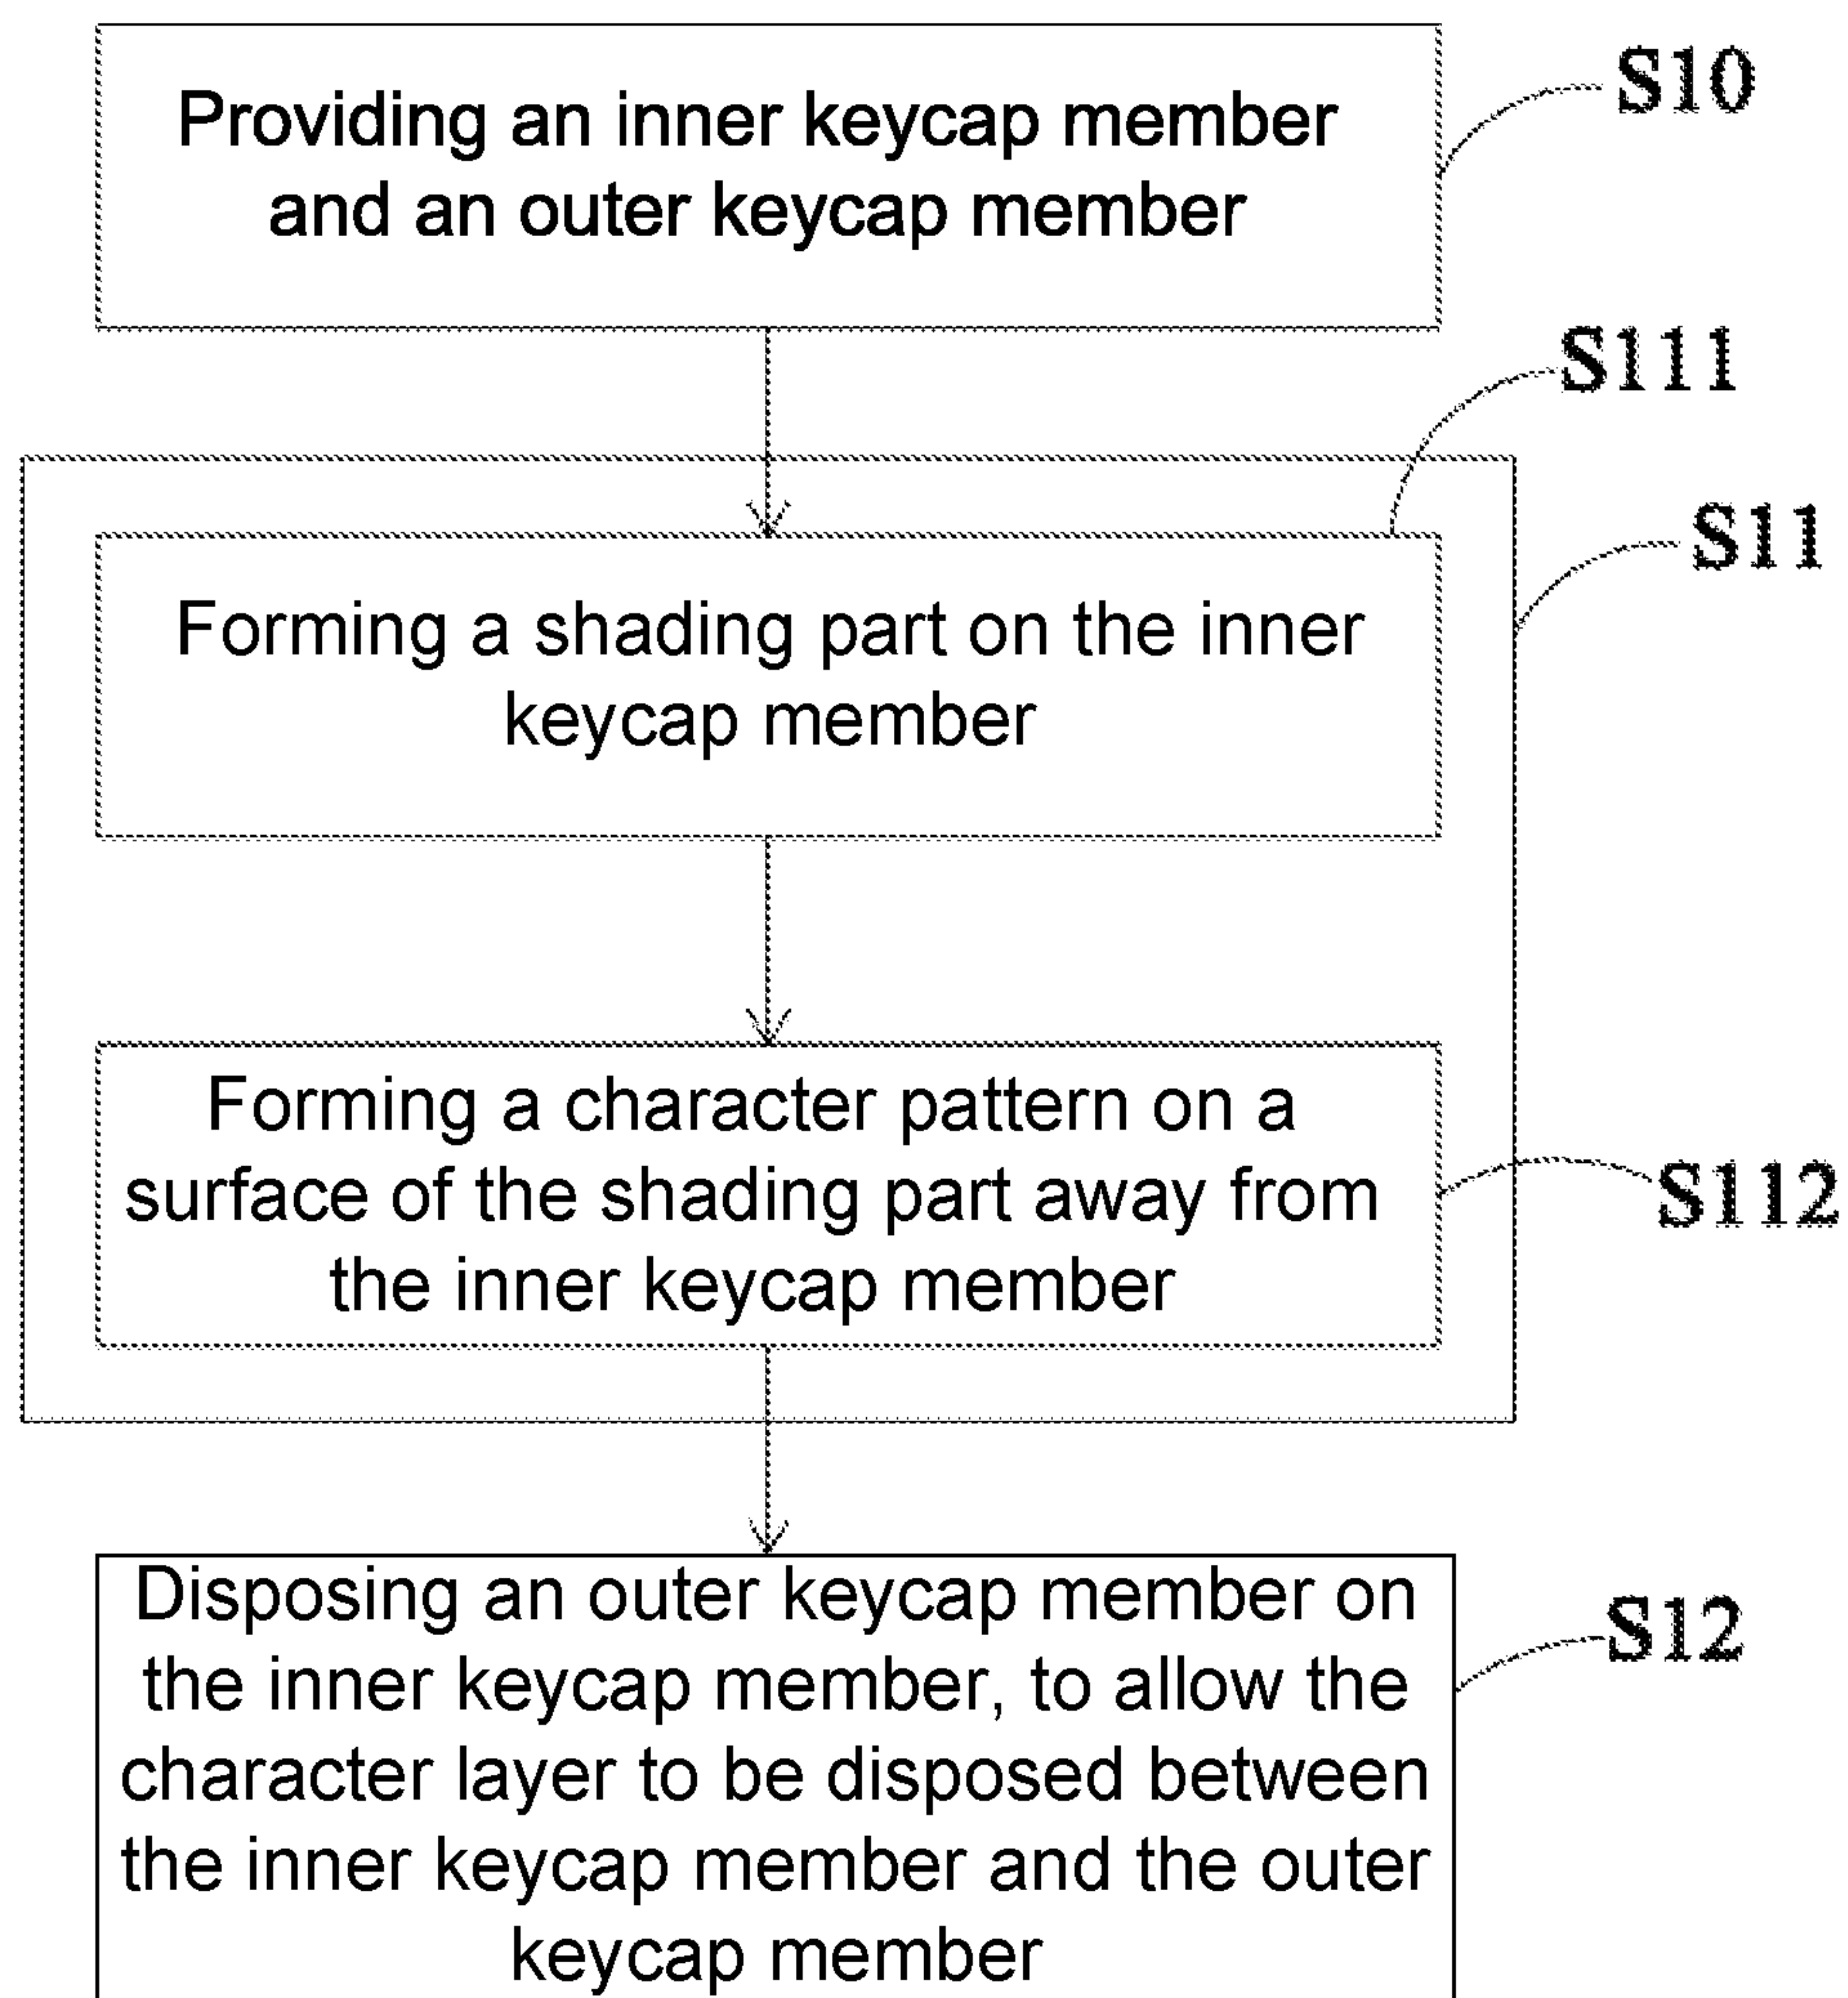 Providing an inner keycap member
and an outer keycap member
S10
S111
S11
Forming a shading part on the inner
keycap member
Forming a character pattern on a
surface of the shading part away from
the inner keycap member
S112
Disposing an outer keycap member on
the inner keycap member, to allow the
character layer to be disposed between
the inner keycap member and the outer
keycap member
S12